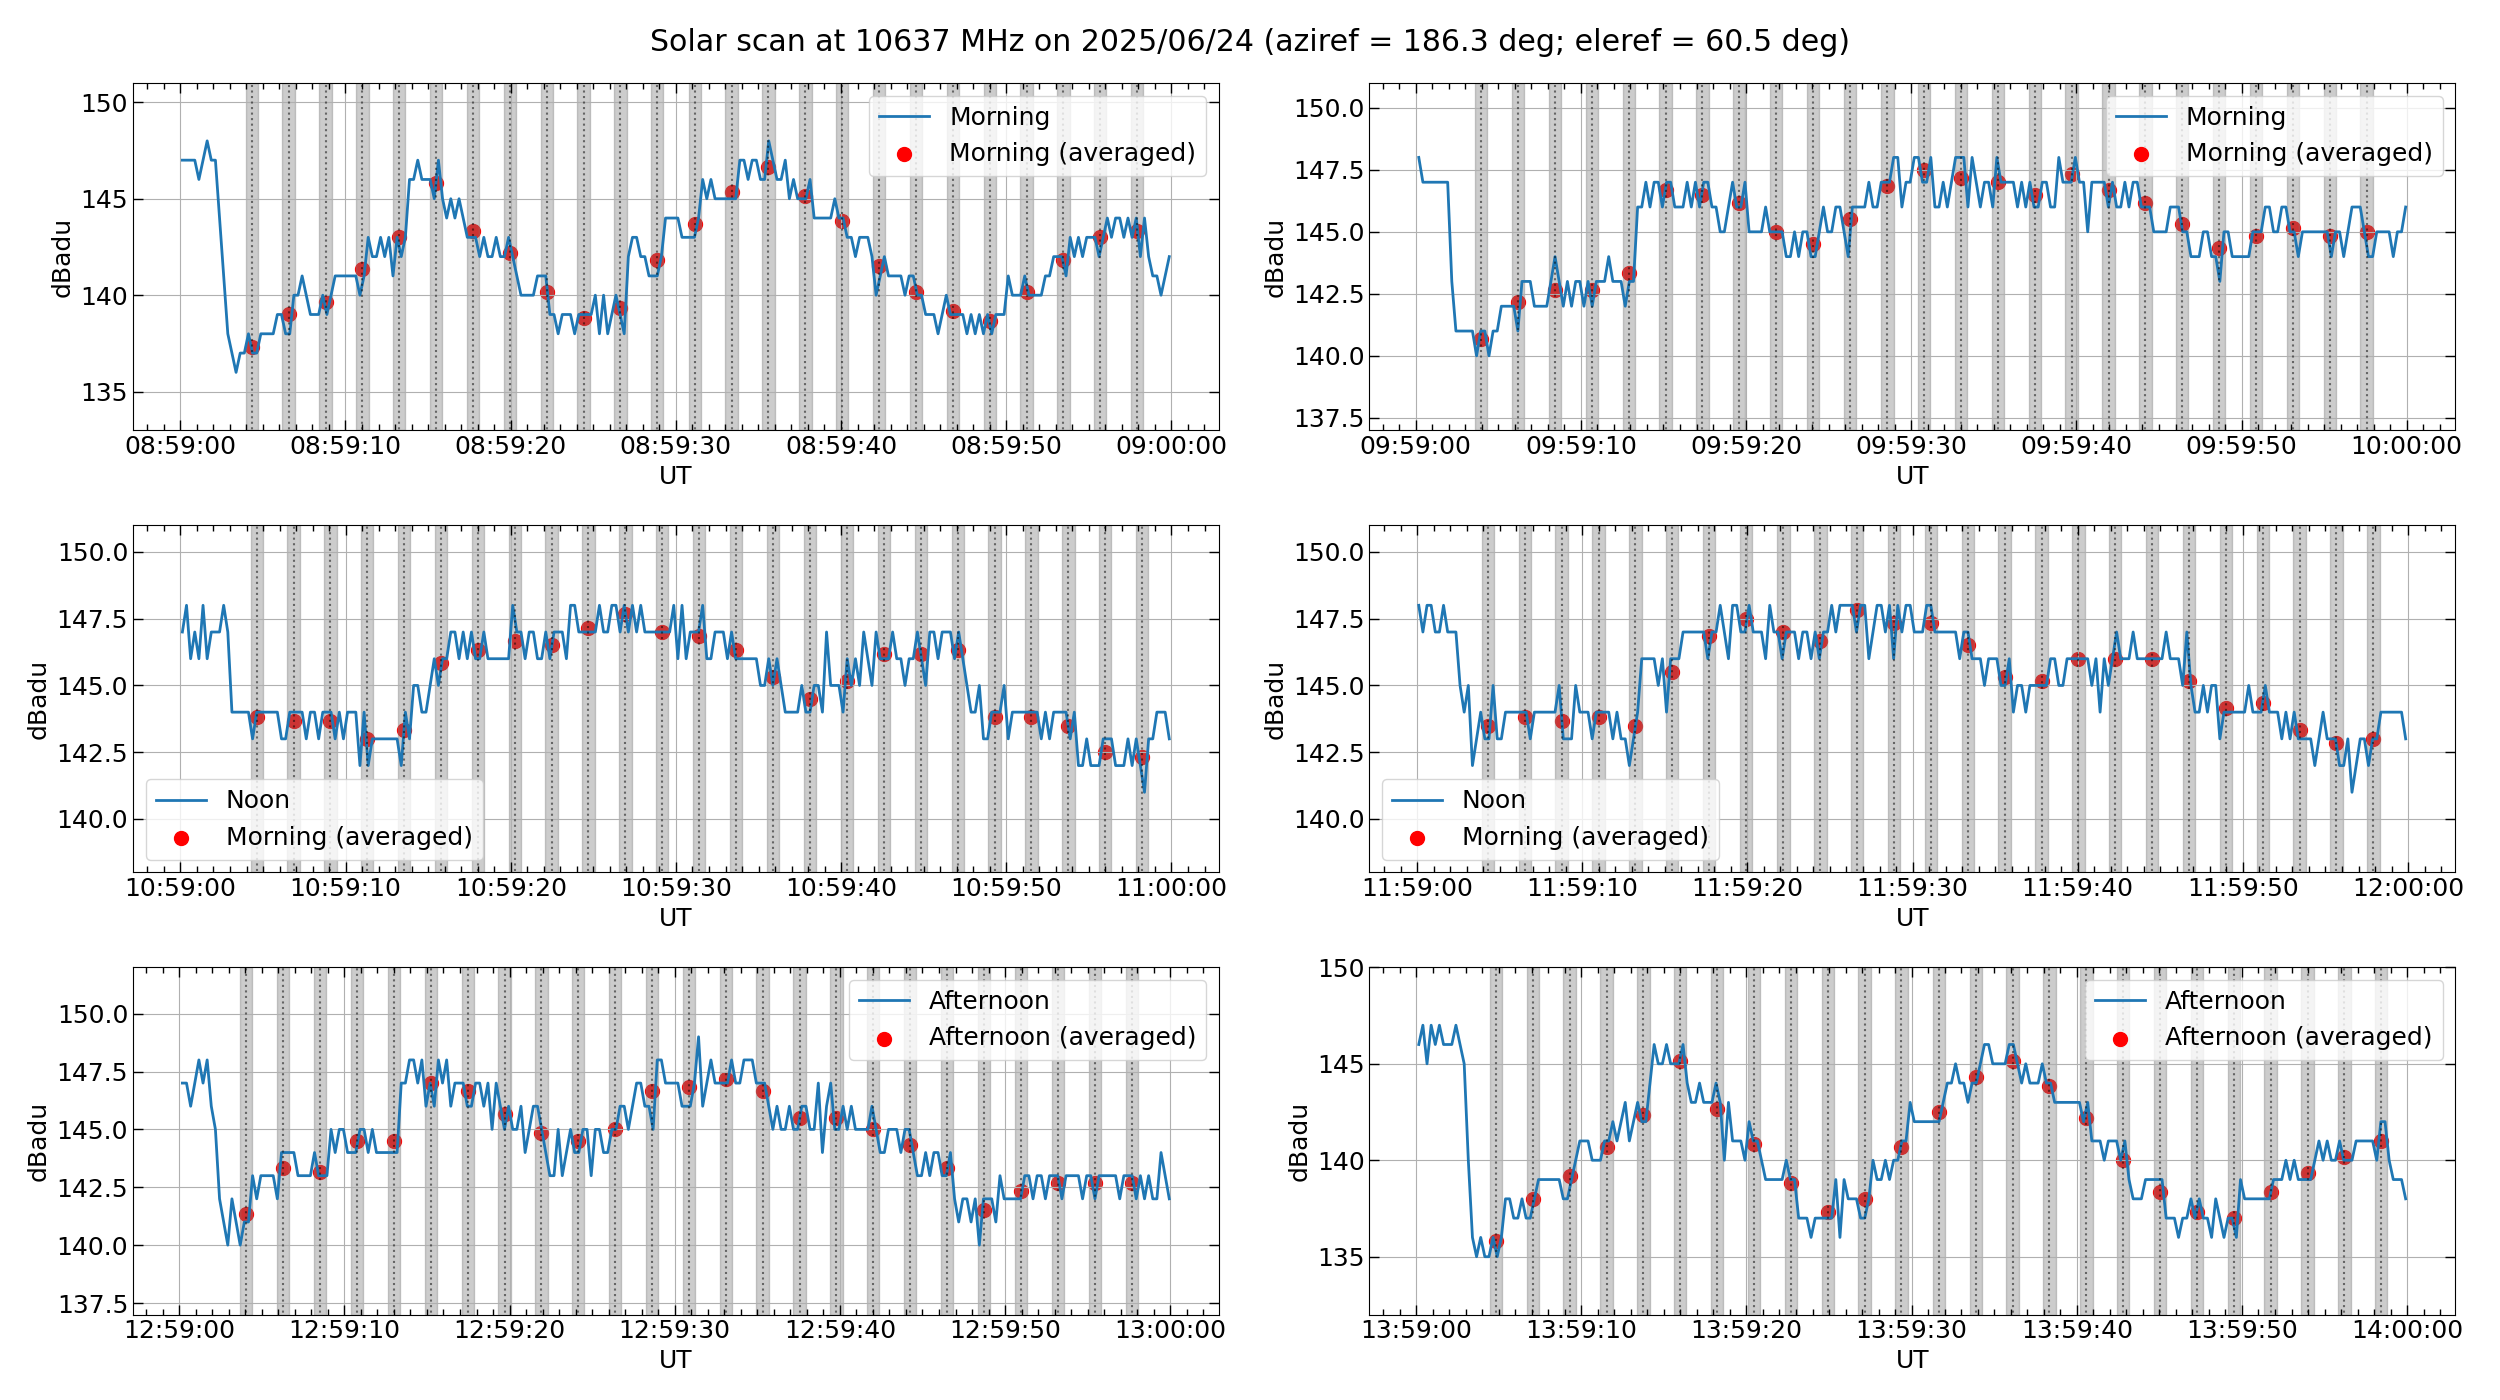 Solar scan at 10637 MHz on 2025/06/24 (aziref = 186.3 deg; eleref = 60.5 deg)
150
145
140
135
dBadu
Morning
Morning (averaged)
08:59:00 08:59:10 08:59:20 08:59:30 08:59:40 08:59:50 09:00:00
UT
150.0
147.5
145.0
142.5
140.0
137.5
dBadu
Morning
Morning (averaged)
09:59:00 09:59:10 09:59:20 09:59:30 09:59:40 09:59:50 10:00:00
UT
150.0
147.5
145.0
142.5
140.0
dBadu
Noon
Morning (averaged)
10:59:00 10:59:10 10:59:20 10:59:30 10:59:40 10:59:50 11:00:00
UT
150.0
147.5
145.0
142.5
140.0
dBadu
Noon
Morning (averaged)
11:59:00 11:59:10 11:59:20 11:59:30 11:59:40 11:59:50 12:00:00
UT
150.0
147.5
145.0
142.5
140.0
137.5
dBadu
Afternoon
Afternoon (averaged)
12:59:00 12:59:10 12:59:20 12:59:30 12:59:40 12:59:50 13:00:00
UT
150
145
140
135
dBadu
Afternoon
Afternoon (averaged)
13:59:00 13:59:10 13:59:20 13:59:30 13:59:40 13:59:50 14:00:00
UT